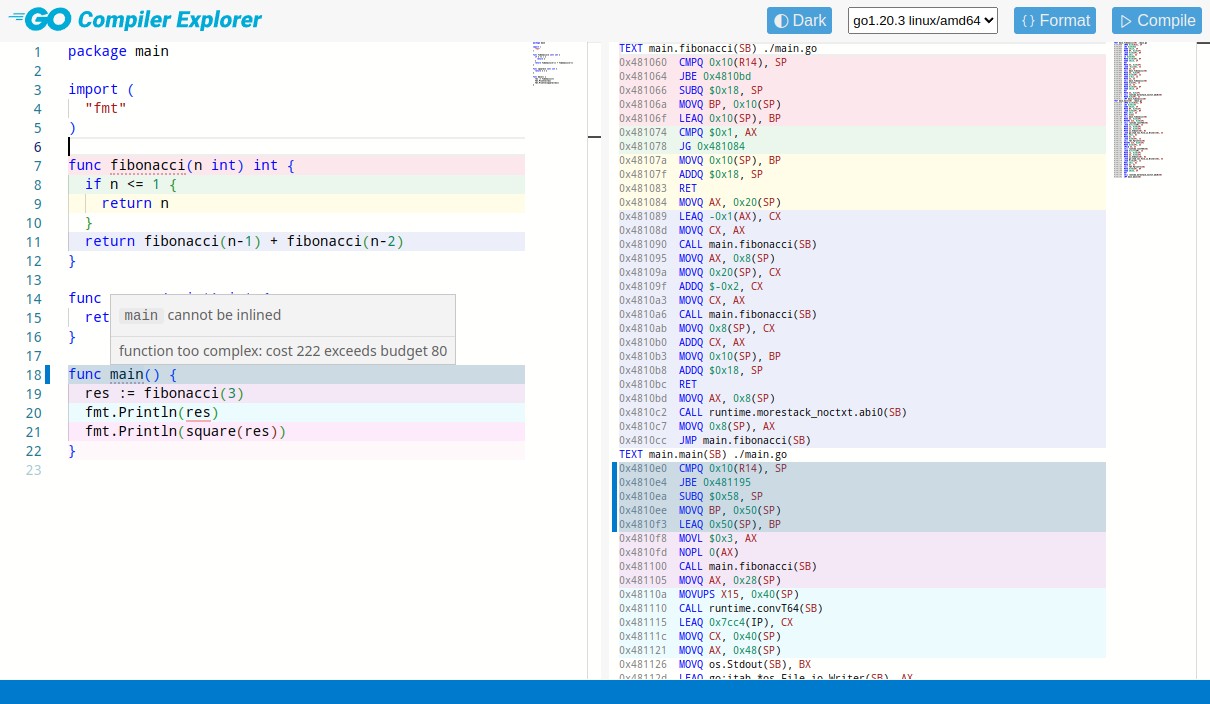 GO Compiler Explorer
Dark
go1.20.3 linux/amd64
{ } Format
Compile
1 package main
2
3 import (
4 "fmt"
5 )
6
7 func fibonacci(n int) int {
8 if n <= 1 {
9 return n
10 }
11 return fibonacci(n-1) + fibonacci(n-2)
12 }
13
14 func
15 ret
16 }
17
18 func main() {
19 res := fibonacci(3)
20 fmt.Println(res)
21 fmt.Println(square(res))
22 }
23
main cannot be inlined
function too complex: cost 222 exceeds budget 80
TEXT main.fibonacci(SB) ./main.go
0x481060 CMPQ 0x10(R14), SP
0x481064 JBE 0x4810bd
0x481066 SUBQ $0x18, SP
0x48106a MOVQ BP, 0x10(SP)
0x48106f LEAQ 0x10(SP), BP
0x481074 CMPQ $0x1, AX
0x481078 JG 0x481084
0x48107a MOVQ 0x10(SP), BP
0x48107f ADDQ $0x18, SP
0x481083 RET
0x481084 MOVQ AX, 0x20(SP)
0x481089 LEAQ -0x1(AX), CX
0x48108d MOVQ CX, AX
0x481090 CALL main.fibonacci(SB)
0x481095 MOVQ AX, 0x8(SP)
0x48109a MOVQ 0x20(SP), CX
0x48109f ADDQ $-0x2, CX
0x4810a3 MOVQ CX, AX
0x4810a6 CALL main.fibonacci(SB)
0x4810ab MOVQ 0x8(SP), CX
0x4810b0 ADDQ CX, AX
0x4810b3 MOVQ 0x10(SP), BP
0x4810b8 ADDQ $0x18, SP
0x4810bc RET
0x4810bd MOVQ AX, 0x8(SP)
0x4810c2 CALL runtime.morestack_noctxt.abi0(SB)
0x4810c7 MOVQ 0x8(SP), AX
0x4810cc JMP main.fibonacci(SB)
TEXT main.main(SB) ./main.go
0x4810e0 CMPQ 0x10(R14), SP
0x4810e4 JBE 0x481195
0x4810ea SUBQ $0x58, SP
0x4810ee MOVQ BP, 0x50(SP)
0x4810f3 LEAQ 0x50(SP), BP
0x4810f8 MOVL $0x3, AX
0x4810fd NOPL 0(AX)
0x481100 CALL main.fibonacci(SB)
0x481105 MOVQ AX, 0x28(SP)
0x48110a MOVUPS X15, 0x40(SP)
0x481110 CALL runtime.convT64(SB)
0x481115 LEAQ 0x7cc4(IP), CX
0x48111c MOVQ CX, 0x40(SP)
0x481121 MOVQ AX, 0x48(SP)
0x481126 MOVQ os.Stdout(SB), BX
0x48112d LEAQ go:itab.*os.File,io.Writer(SB), AX